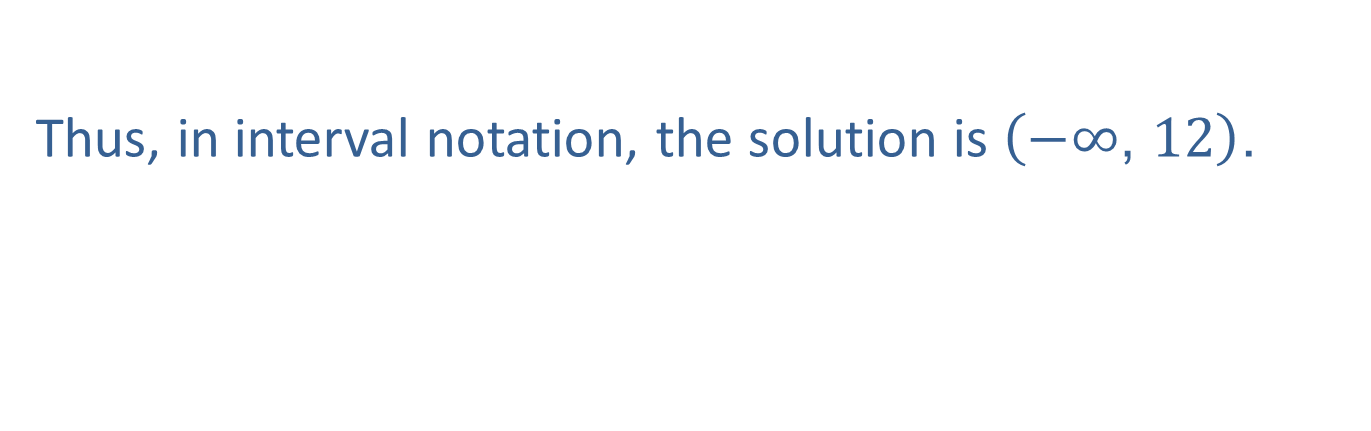 Thus, in interval notation, the solution is (−∞, 12).